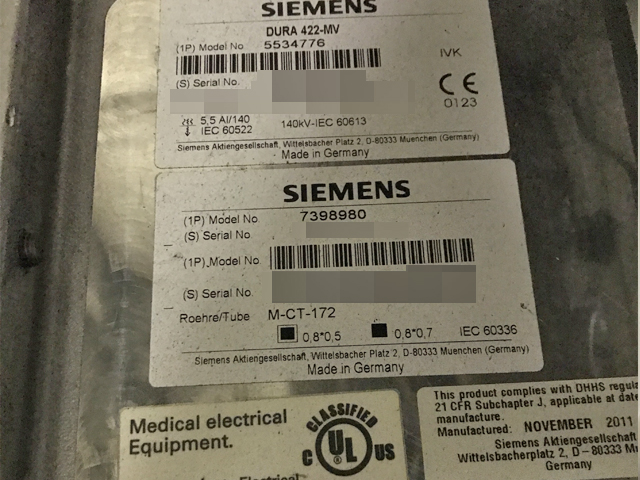 SIEMENS
DURA 422-MV
(1P) Model No 5534776
IVK
(S) Serial No.
CE
0123
5,5 Al/140
IEC 60522
140kV-IEC 60613
Siemens Aktiengesellschaft, Wittelsbacher Platz 2, D-80333 Muenchen (Germany)
Made in Germany
SIEMENS
(1P) Model No. 7398980
(S) Serial No.
(1P) Model No.
(S) Serial No.
Roehre/Tube M-CT-172
0,8*0,5 0,8*0,7 IEC 60336
Siemens Aktiengesellschaft, Wittelsbacher Platz 2, D-80333 Muenchen (Germany)
Made in Germany
Medical electrical
Equipment.
CLASSIFIED
C UL US
This product complies with DHHS
21 CFR Subchapter J, applicable at
manufacture.
Manufactured: NOVEMBER 2011
Siemens Aktiengesellschaft
Wittelsbacherplatz 2, D - 80333
Germany